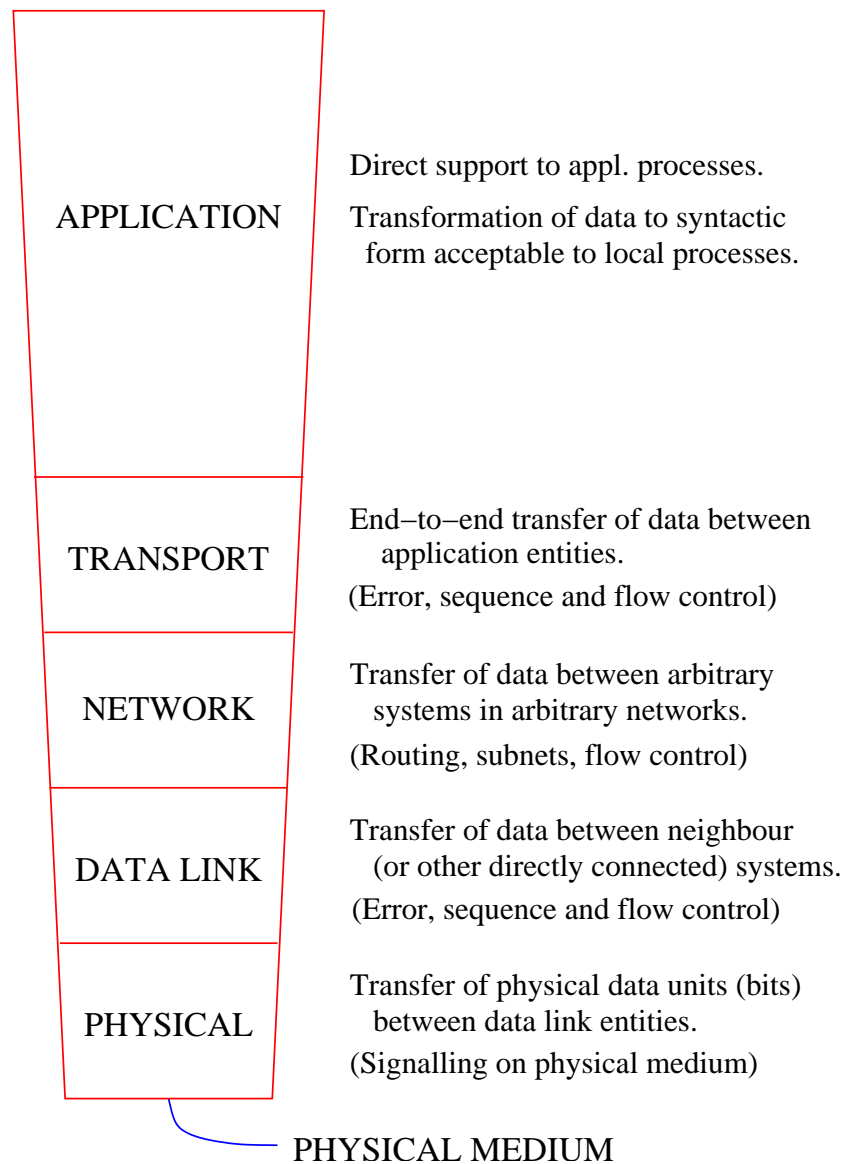 Direct support to appl. processes.
APPLICATION
Transformation of data to syntactic
form acceptable to local processes.
End−to−end transfer of data between
application entities.
TRANSPORT
(Error, sequence and flow control)
Transfer of data between arbitrary
systems in arbitrary networks.
NETWORK
(Routing, subnets, flow control)
Transfer of data between neighbour
(or other directly connected) systems.
DATA LINK
(Error, sequence and flow control)
Transfer of physical data units (bits)
between data link entities.
PHYSICAL
(Signalling on physical medium)
PHYSICAL MEDIUM